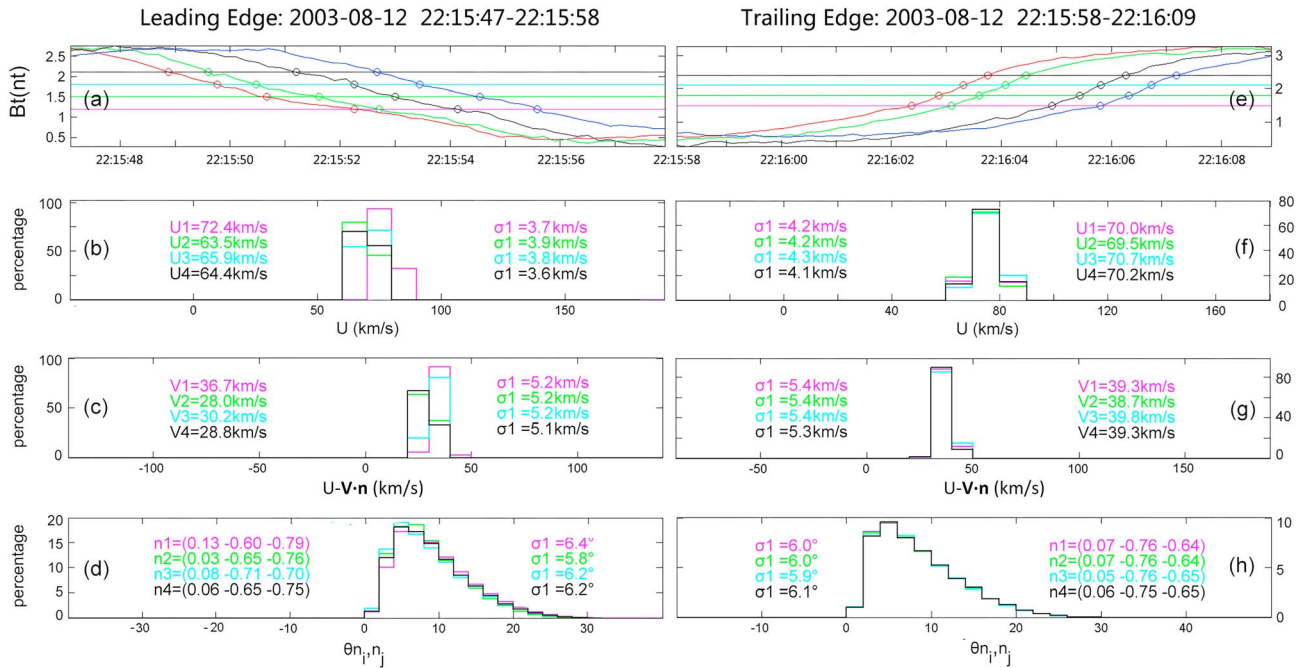 Leading Edge: 2003-08-12 22:15:47-22:15:58
Trailing Edge: 2003-08-12 22:15:58-22:16:09
Bt(nt)
2.5
2
1.5
1
0.5
(a)
22:15:48 22:15:50 22:15:52 22:15:54 22:15:56
3
2
1
(e)
22:15:58 22:16:00 22:16:02 22:16:04 22:16:06 22:16:08
percentage
100
50
0
(b)
U1=72.4km/s
U2=63.5km/s
U3=65.9km/s
U4=64.4km/s
σ1 =3.7km/s
σ1 =3.9km/s
σ1 =3.8km/s
σ1 =3.6km/s
0 50 100 150
U (km/s)
σ1 =4.2km/s
σ1 =4.2km/s
σ1 =4.3km/s
σ1 =4.1km/s
U1=70.0km/s
U2=69.5km/s
U3=70.7km/s
U4=70.2km/s
(f)
80
60
40
20
0
-40 0 40 80 120 160
U (km/s)
percentage
100
50
0
(c)
V1=36.7km/s
V2=28.0km/s
V3=30.2km/s
V4=28.8km/s
σ1 =5.2km/s
σ1 =5.2km/s
σ1 =5.2km/s
σ1 =5.1km/s
-100 -50 0 50 100
U-V·n (km/s)
σ1 =5.4km/s
σ1 =5.4km/s
σ1 =5.4km/s
σ1 =5.3km/s
V1=39.3km/s
V2=38.7km/s
V3=39.8km/s
V4=39.3km/s
(g)
80
60
40
20
0
-50 0 50 100 150
U-V·n (km/s)
percentage
20
15
10
5
0
(d)
n1=(0.13 -0.60 -0.79)
n2=(0.03 -0.65 -0.76)
n3=(0.08 -0.71 -0.70)
n4=(0.06 -0.65 -0.75)
σ1 =6.4°
σ1 =5.8°
σ1 =6.2°
σ1 =6.2°
-30 -20 -10 0 10 20 30
θni,nj
σ1 =6.0°
σ1 =6.0°
σ1 =5.9°
σ1 =6.1°
n1=(0.07 -0.76 -0.64)
n2=(0.07 -0.76 -0.64)
n3=(0.05 -0.76 -0.65)
n4=(0.06 -0.75 -0.65)
(h)
10
5
0
-10 0 10 20 30 40
θni,nj